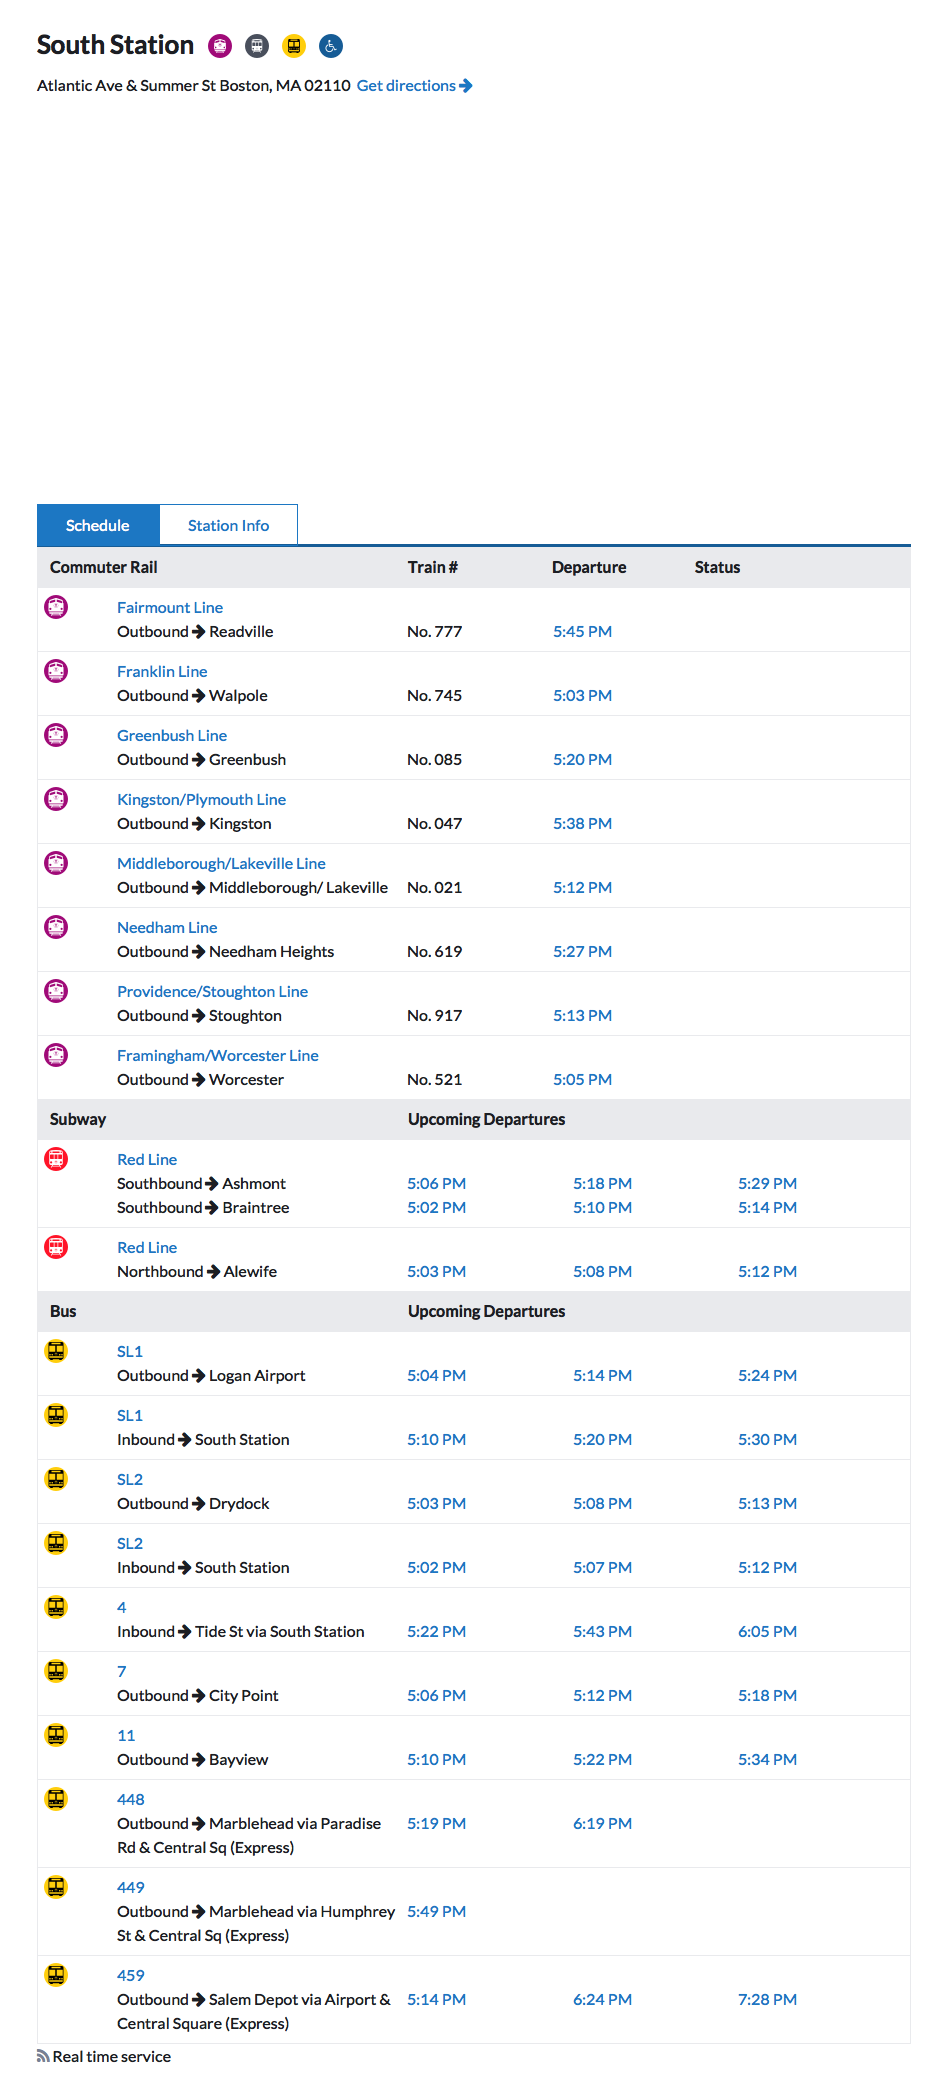 South Station
Atlantic Ave & Summer St Boston, MA 02110 Get directions
Schedule Station Info
Commuter Rail Train # Departure Status
Fairmount Line
Outbound → Readville No. 777 5:45 PM
Franklin Line
Outbound → Walpole No. 745 5:03 PM
Greenbush Line
Outbound → Greenbush No. 085 5:20 PM
Kingston/Plymouth Line
Outbound → Kingston No. 047 5:38 PM
Middleborough/Lakeville Line
Outbound → Middleborough/ Lakeville No. 021 5:12 PM
Needham Line
Outbound → Needham Heights No. 619 5:27 PM
Providence/Stoughton Line
Outbound → Stoughton No. 917 5:13 PM
Framingham/Worcester Line
Outbound → Worcester No. 521 5:05 PM
Subway Upcoming Departures
Red Line
Southbound → Ashmont 5:06 PM 5:18 PM 5:29 PM
Southbound → Braintree 5:02 PM 5:10 PM 5:14 PM
Red Line
Northbound → Alewife 5:03 PM 5:08 PM 5:12 PM
Bus Upcoming Departures
SL1
Outbound → Logan Airport 5:04 PM 5:14 PM 5:24 PM
SL1
Inbound → South Station 5:10 PM 5:20 PM 5:30 PM
SL2
Outbound → Drydock 5:03 PM 5:08 PM 5:13 PM
SL2
Inbound → South Station 5:02 PM 5:07 PM 5:12 PM
4
Inbound → Tide St via South Station 5:22 PM 5:43 PM 6:05 PM
7
Outbound → City Point 5:06 PM 5:12 PM 5:18 PM
11
Outbound → Bayview 5:10 PM 5:22 PM 5:34 PM
448
Outbound → Marblehead via Paradise 5:19 PM 6:19 PM
Rd & Central Sq (Express)
449
Outbound → Marblehead via Humphrey 5:49 PM
St & Central Sq (Express)
459
Outbound → Salem Depot via Airport & 5:14 PM 6:24 PM 7:28 PM
Central Square (Express)
Real time service